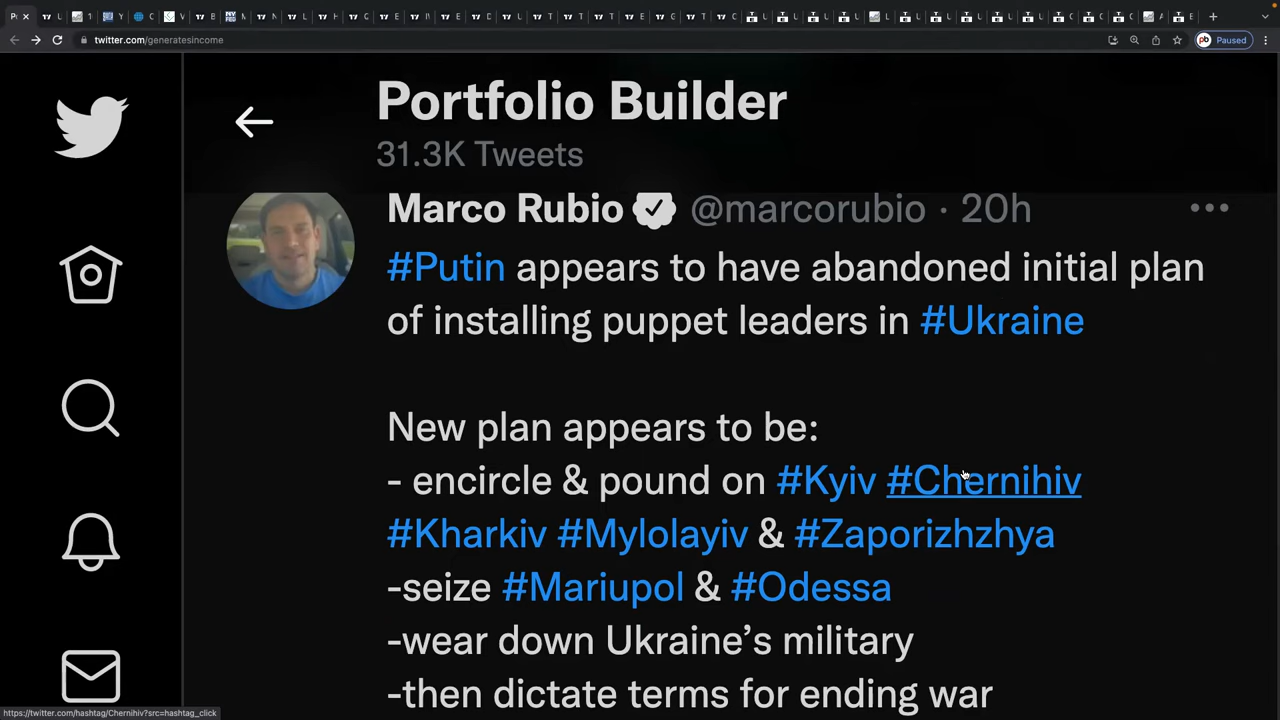 twitter.com/generatesincome
pb Paused
Portfolio Builder
31.3K Tweets
Marco Rubio @marcorubio · 20h
#Putin appears to have abandoned initial plan
of installing puppet leaders in #Ukraine
New plan appears to be:
- encircle & pound on #Kyiv #Chernihiv
#Kharkiv #Mylolayiv & #Zaporizhzhya
-seize #Mariupol & #Odessa
-wear down Ukraine’s military
-then dictate terms for ending war
https://twitter.com/hashtag/Chernihiv?src=hashtag_click